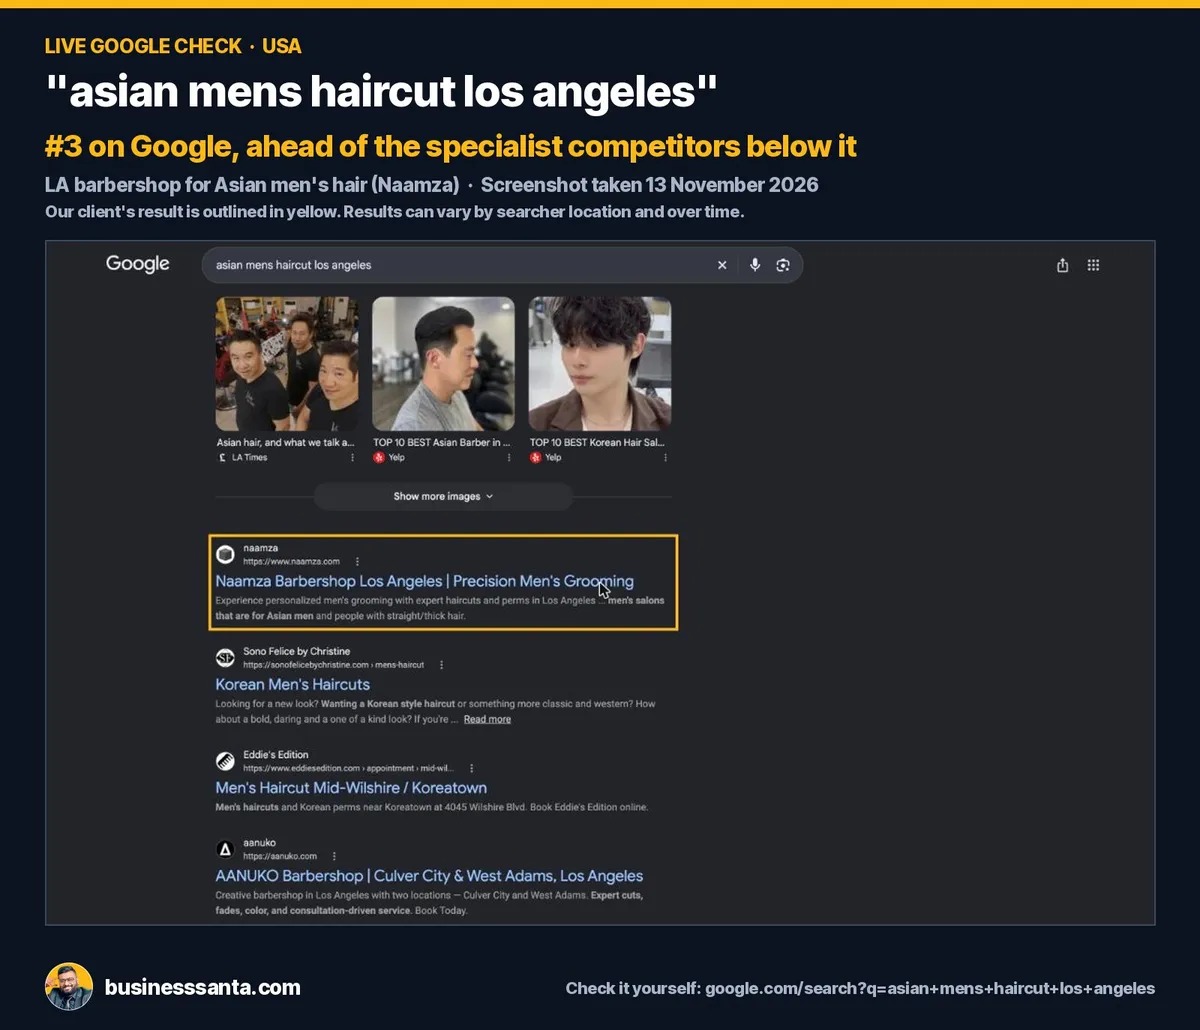 LIVE GOOGLE CHECK · USA
"asian mens haircut los angeles"
#3 on Google, ahead of the specialist competitors below it
LA barbershop for Asian men's hair (Naamza) · Screenshot taken 13 November 2026
Our client's result is outlined in yellow. Results can vary by searcher location and over time.
Google
asian mens haircut los angeles
Asian hair, and what we talk a...
LA Times
TOP 10 BEST Asian Barber in ...
Yelp
TOP 10 BEST Korean Hair Sal...
Yelp
Show more images
naamza
https://www.naamza.com
Naamza Barbershop Los Angeles | Precision Men's Grooming
Experience personalized men's grooming with expert haircuts and perms in Los Angeles ... men's salons
that are for Asian men and people with straight/thick hair.
Sono Felice by Christine
https://sonofelicebychristine.com › mens-haircut
Korean Men's Haircuts
Looking for a new look? Wanting a Korean style haircut or something more classic and western? How
about a bold, daring and a one of a kind look? If you're ... Read more
Eddie's Edition
https://www.eddiesedition.com › appointment › mid-wil...
Men's Haircut Mid-Wilshire / Koreatown
Men's haircuts and Korean perms near Koreatown at 4045 Wilshire Blvd. Book Eddie's Edition online.
aanuko
https://aanuko.com
AANUKO Barbershop | Culver City & West Adams, Los Angeles
Creative barbershop in Los Angeles with two locations — Culver City and West Adams. Expert cuts,
fades, color, and consultation-driven service. Book Today.
businesssanta.com
Check it yourself: google.com/search?q=asian+mens+haircut+los+angeles